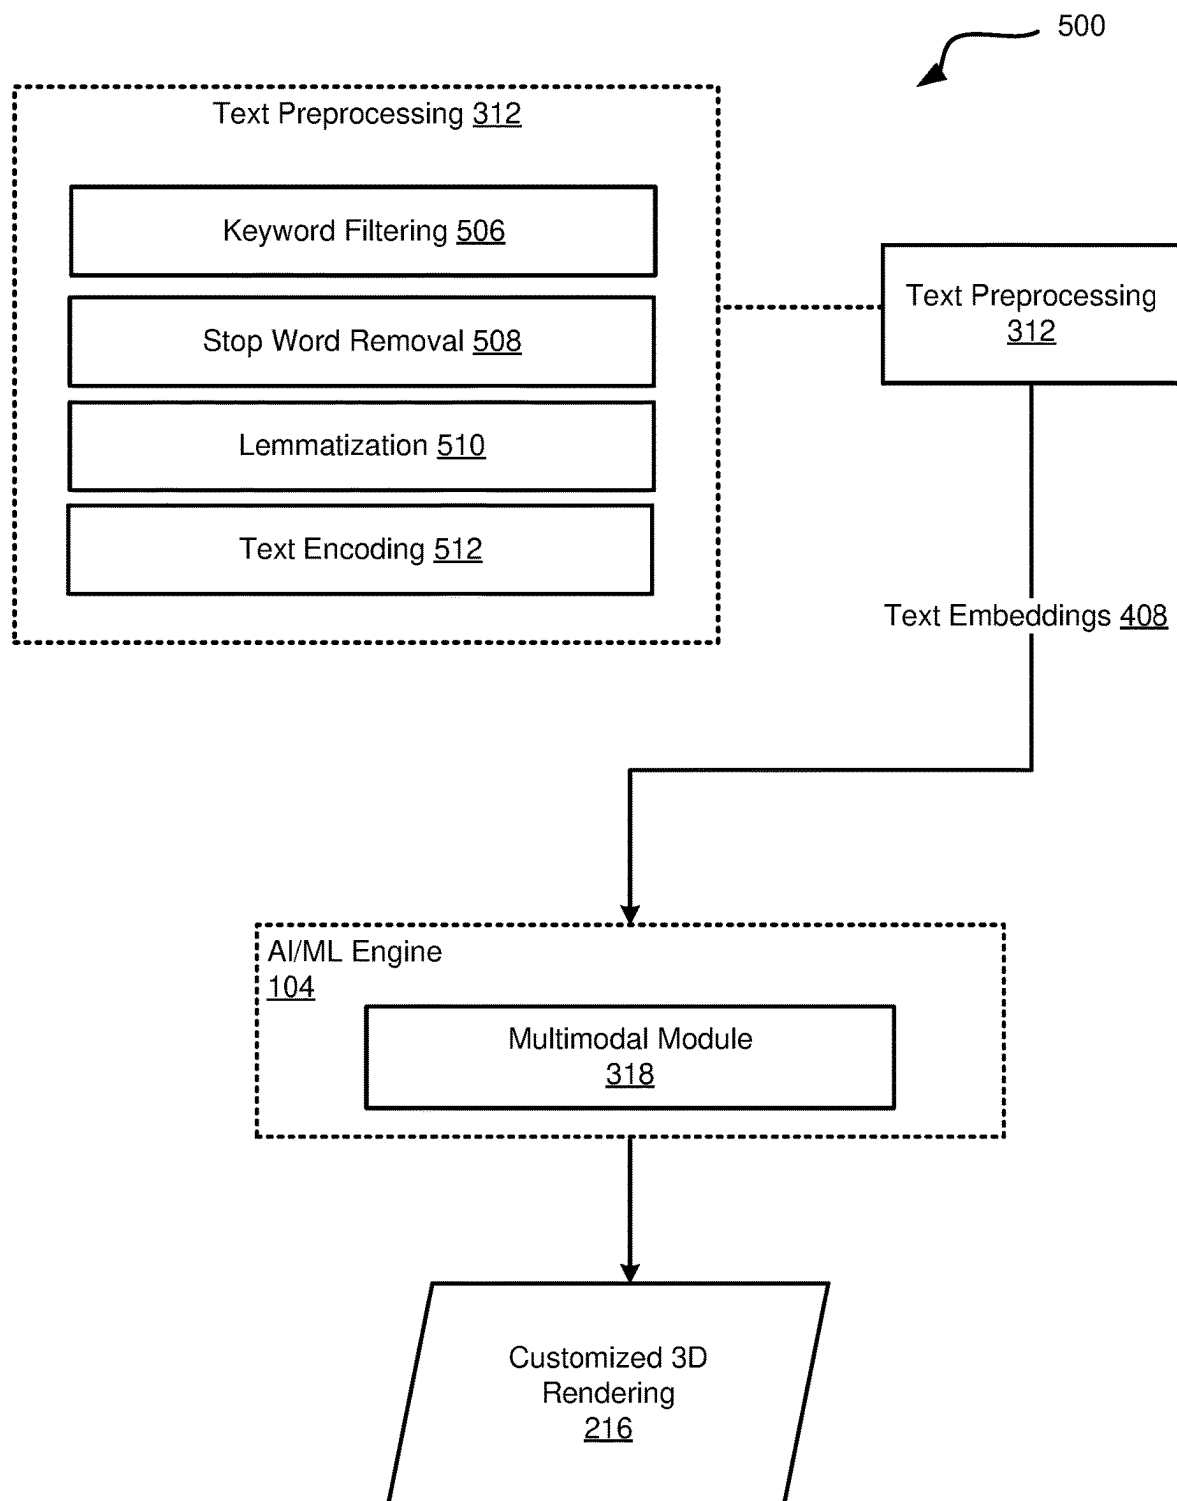 500
Text Preprocessing 312
Keyword Filtering 506
Stop Word Removal 508
Lemmatization 510
Text Encoding 512
Text Preprocessing
312
Text Embeddings 408
AI/ML Engine
104
Multimodal Module
318
Customized 3D
Rendering
216